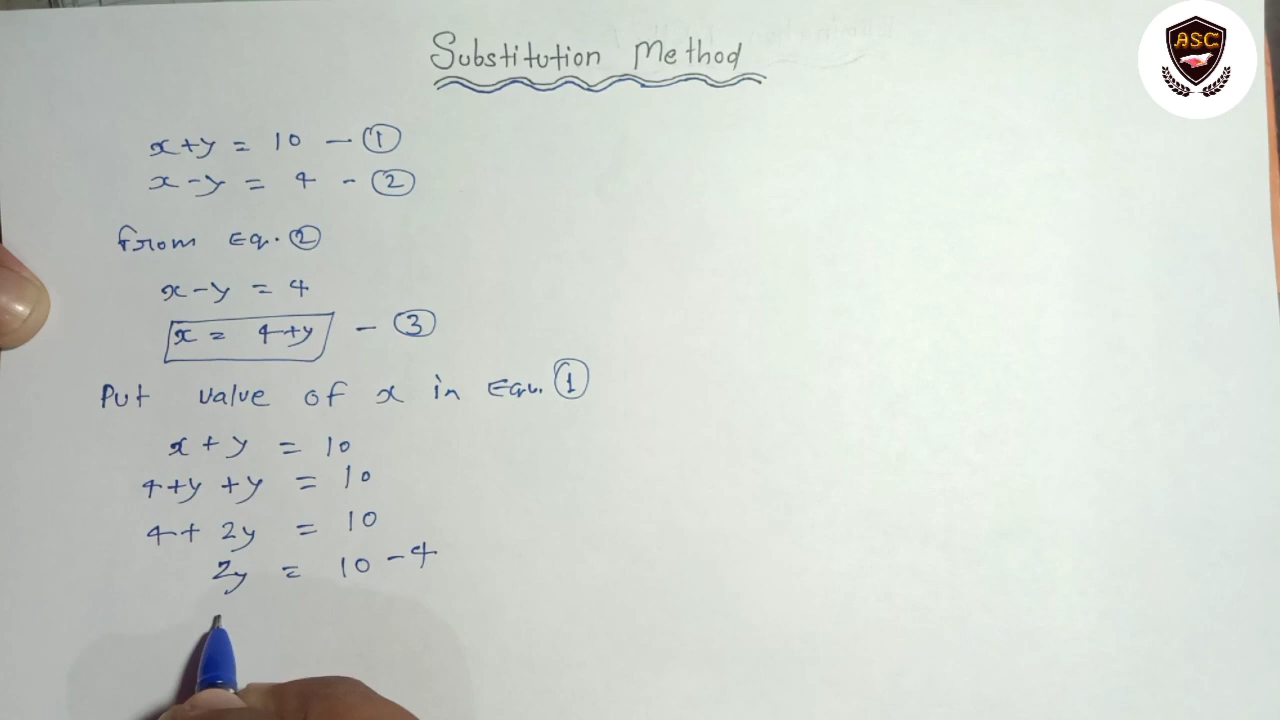 Substitution Method
ASC
x+y = 10 - ①
x-y = 4 - ②
from Eq. ②
x-y = 4
x = 4+y - ③
Put value of x in Equ. ①
x + y = 10
4+y +y = 10
4+ 2y = 10
2y = 10 - 4